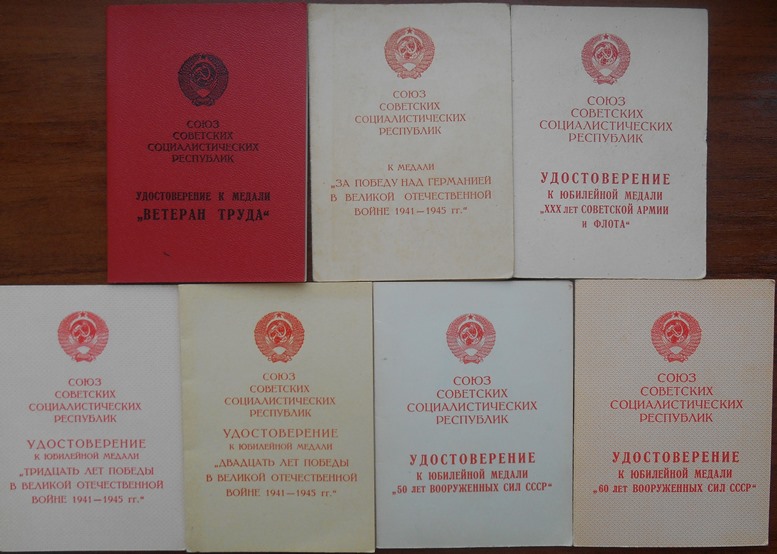 СОЮЗ
СОВЕТСКИХ
СОЦИАЛИСТИЧЕСКИХ
РЕСПУБЛИК
УДОСТОВЕРЕНИЕ К МЕДАЛИ
„ВЕТЕРАН ТРУДА“
СОЮЗ
СОВЕТСКИХ
СОЦИАЛИСТИЧЕСКИХ
РЕСПУБЛИК
К МЕДАЛИ
„ЗА ПОБЕДУ НАД ГЕРМАНИЕЙ
В ВЕЛИКОЙ ОТЕЧЕСТВЕННОЙ
ВОЙНЕ 1941—1945 гг.“
СОЮЗ
СОВЕТСКИХ
СОЦИАЛИСТИЧЕСКИХ
РЕСПУБЛИК
УДОСТОВЕРЕНИЕ
К ЮБИЛЕЙНОЙ МЕДАЛИ
„XXX ЛЕТ СОВЕТСКОЙ АРМИИ
и ФЛОТА“
СОЮЗ
СОВЕТСКИХ
СОЦИАЛИСТИЧЕСКИХ
РЕСПУБЛИК
УДОСТОВЕРЕНИЕ
К ЮБИЛЕЙНОЙ МЕДАЛИ
„ТРИДЦАТЬ ЛЕТ ПОБЕДЫ
В ВЕЛИКОЙ ОТЕЧЕСТВЕННОЙ
ВОЙНЕ 1941—1945 гг.“
СОЮЗ
СОВЕТСКИХ
СОЦИАЛИСТИЧЕСКИХ
РЕСПУБЛИК
УДОСТОВЕРЕНИЕ
К ЮБИЛЕЙНОЙ МЕДАЛИ
„ДВАДЦАТЬ ЛЕТ ПОБЕДЫ
В ВЕЛИКОЙ ОТЕЧЕСТВЕННОЙ
ВОЙНЕ 1941—1945 гг.“
СОЮЗ
СОВЕТСКИХ
СОЦИАЛИСТИЧЕСКИХ
РЕСПУБЛИК
УДОСТОВЕРЕНИЕ
К ЮБИЛЕЙНОЙ МЕДАЛИ
„50 ЛЕТ ВООРУЖЕННЫХ СИЛ СССР“
СОЮЗ
СОВЕТСКИХ
СОЦИАЛИСТИЧЕСКИХ
РЕСПУБЛИК
УДОСТОВЕРЕНИЕ
К ЮБИЛЕЙНОЙ МЕДАЛИ
„60 ЛЕТ ВООРУЖЕННЫХ СИЛ СССР“